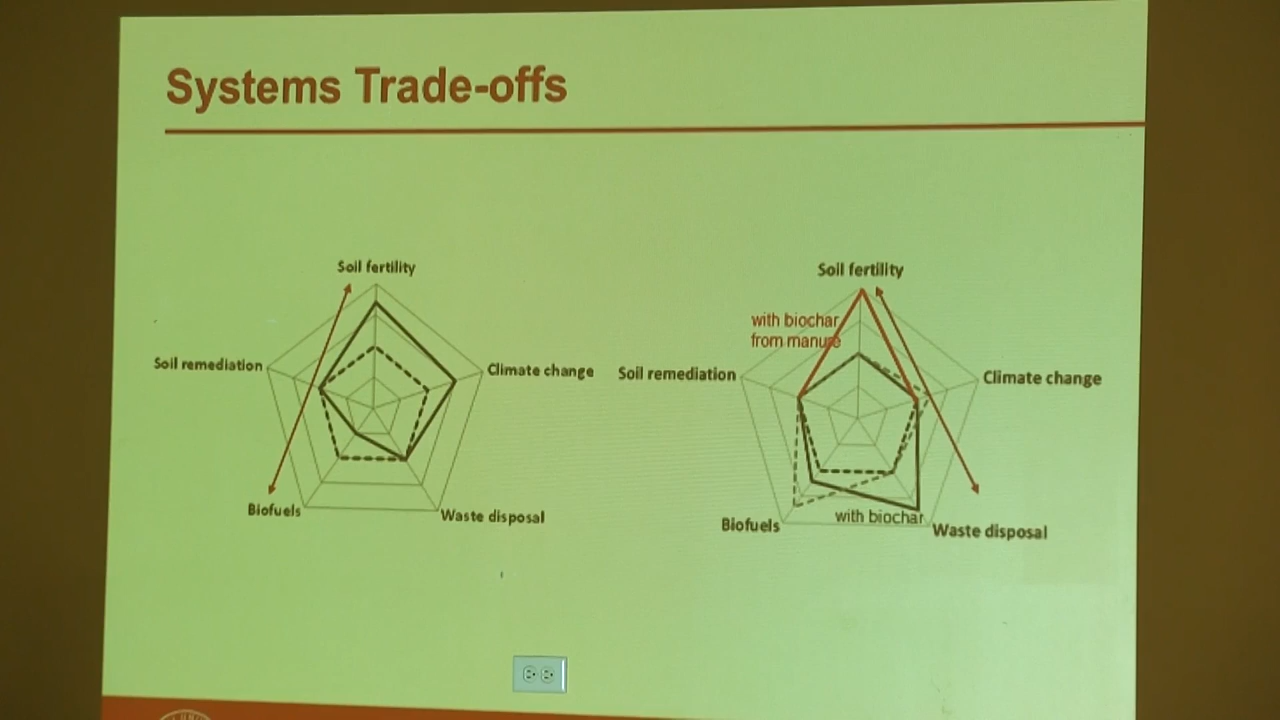 Systems Trade-offs
Soil fertility
Soil remediation
Climate change
Biofuels
Waste disposal
Soil fertility
with biochar
from manure
Soil remediation
Climate change
with biochar
Biofuels
Waste disposal